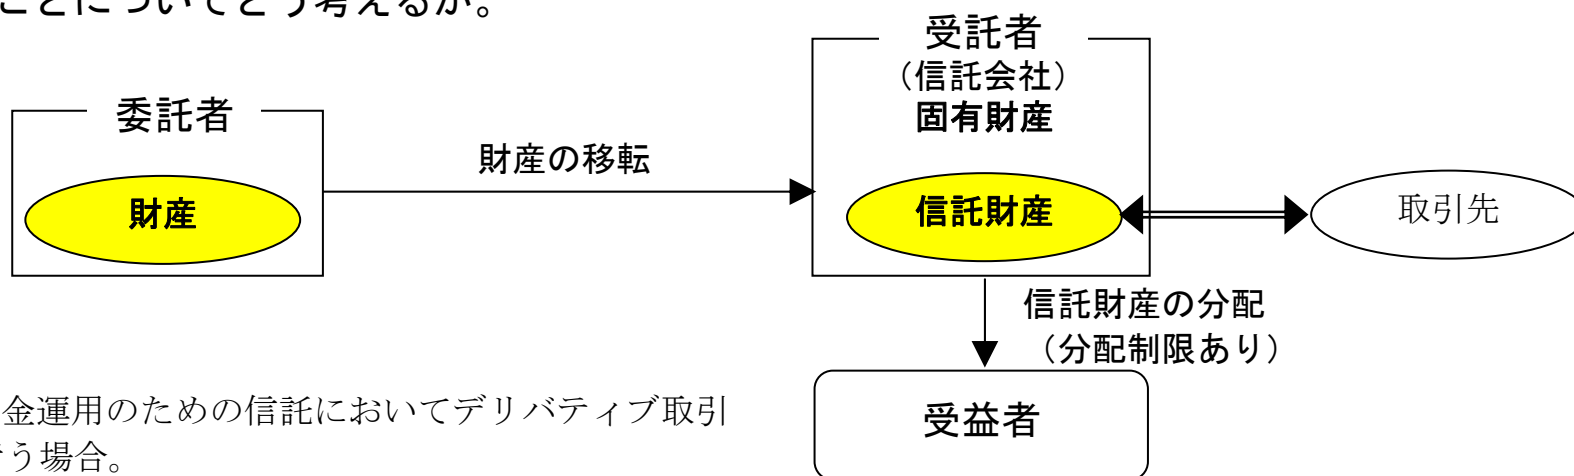 ことについてどう考えるか。
受託者
（信託会社）
固有財産
委託者
財産の移転
財産
信託財産
取引先
信託財産の分配
（分配制限あり）
受益者
金運用のための信託においてデリバティブ取引
う場合。